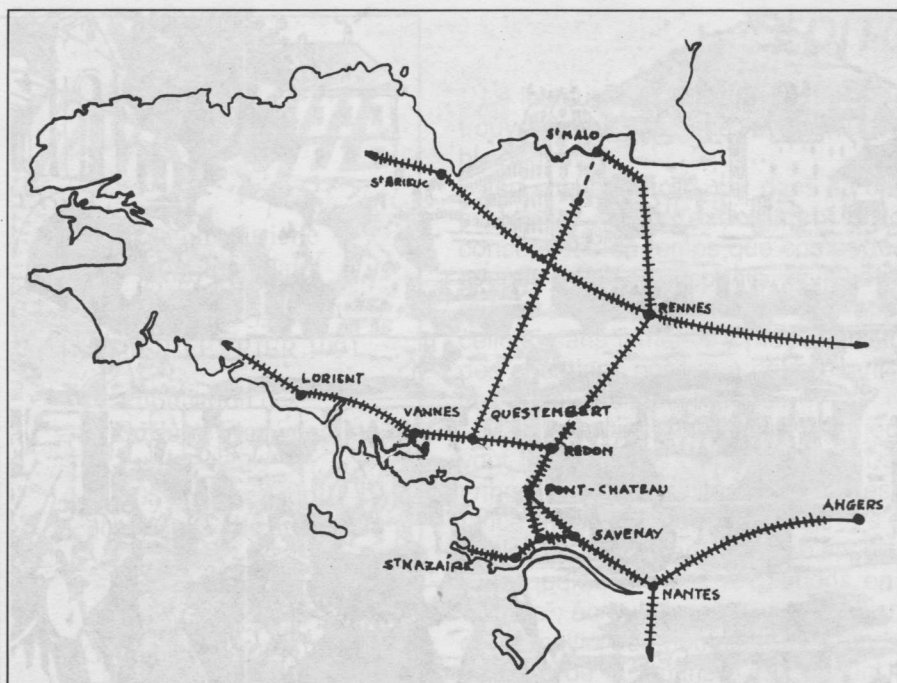 St MALO
St BRIEUC
RENNES
LORIENT
VANNES
QUESTEMBERT
REDON
PONT-CHATEAU
ANGERS
SAVENAY
St NAZAIRE
NANTES